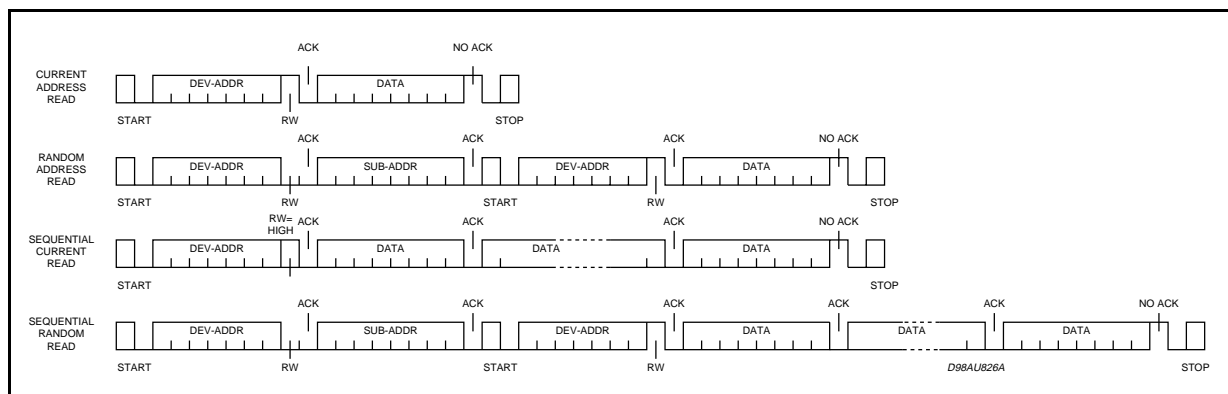 ACK NO ACK
CURRENT
ADDRESS
READ
DEV-ADDR DATA
START RW STOP
ACK ACK ACK NO ACK
RANDOM
ADDRESS
READ
DEV-ADDR SUB-ADDR DEV-ADDR DATA
START RW START RW STOP
RW=
HIGH
ACK ACK ACK NO ACK
SEQUENTIAL
CURRENT
READ
DEV-ADDR DATA DATA DATA
START STOP
ACK ACK ACK ACK ACK NO ACK
SEQUENTIAL
RANDOM
READ
DEV-ADDR SUB-ADDR DEV-ADDR DATA DATA DATA
START RW START RW D98AU826A STOP